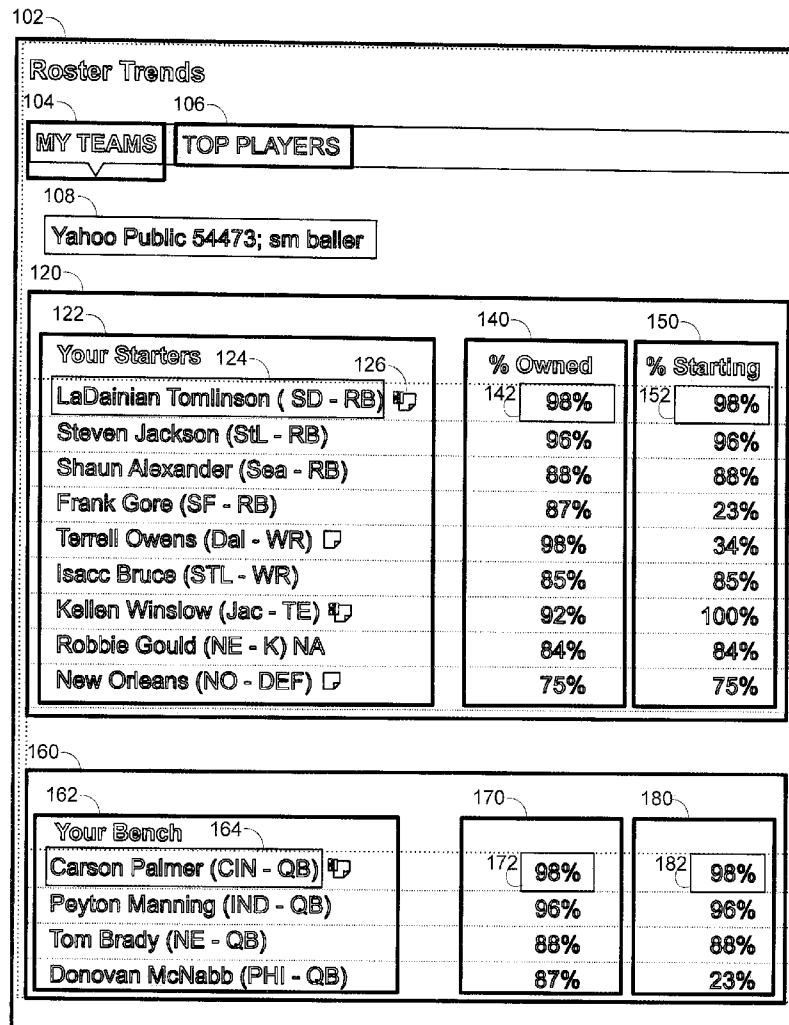 102
Roster Trends
104 106
MY TEAMS TOP PLAYERS
108
Yahoo Public 54473; sm baller
120
122 140 150
Your Starters 124 126 % Owned % Starting
LaDainian Tomlinson ( SD - RB) 142 98% 152 98%
Steven Jackson (StL - RB) 96% 96%
Shaun Alexander (Sea - RB) 88% 88%
Frank Gore (SF - RB) 87% 23%
Terrell Owens (Dal - WR) 98% 34%
Isacc Bruce (STL - WR) 85% 85%
Kellen Winslow (Jac - TE) 92% 100%
Robbie Gould (NE - K) NA 84% 84%
New Orleans (NO - DEF) 75% 75%
160
162 170 180
Your Bench 164
Carson Palmer (CIN - QB) 172 98% 182 98%
Peyton Manning (IND - QB) 96% 96%
Tom Brady (NE - QB) 88% 88%
Donovan McNabb (PHI - QB) 87% 23%